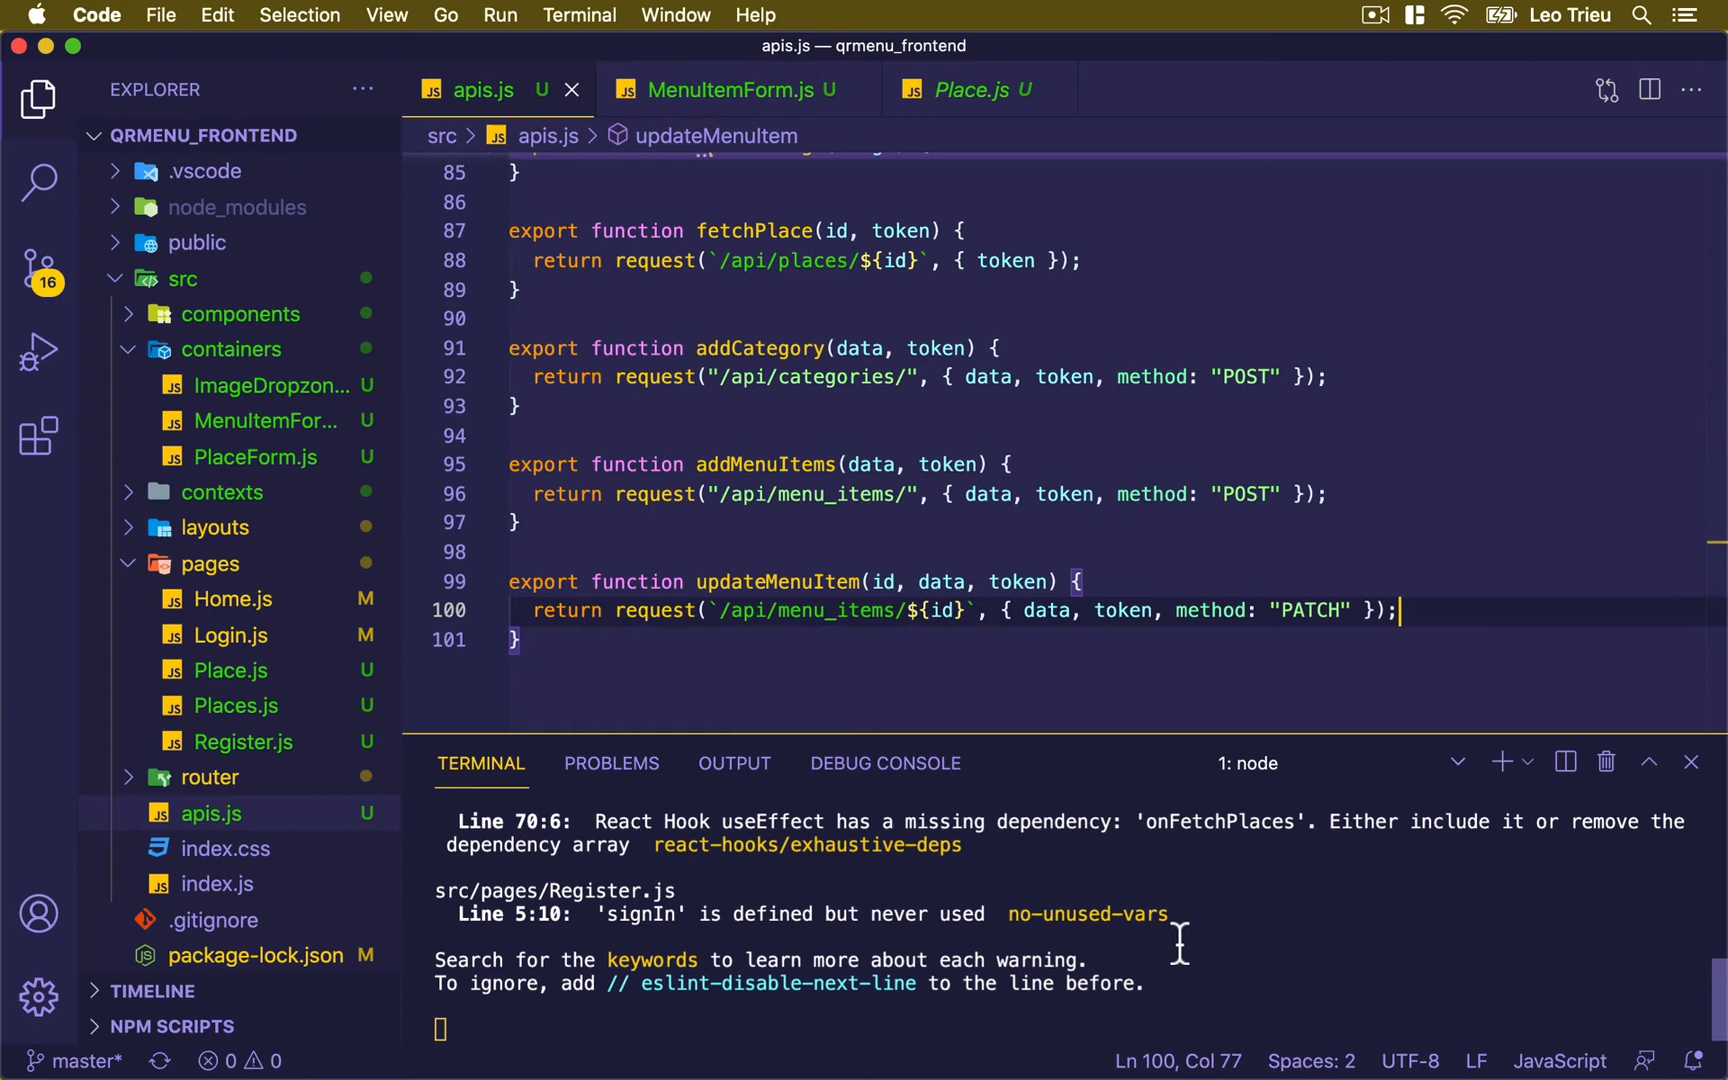 Code File Edit Selection View Go Run Terminal Window Help Leo Trieu
apis.js — qrmenu_frontend
EXPLORER
apis.js U
MenuItemForm.js U
Place.js U
QRMENU_FRONTEND
src > apis.js > updateMenuItem
.vscode
node_modules
public
src
components
containers
ImageDropzon... U
MenuItemFor... U
PlaceForm.js U
contexts
layouts
pages
Home.js M
Login.js M
Place.js U
Places.js U
Register.js U
router
apis.js U
index.css
index.js
.gitignore
package-lock.json M
TIMELINE
NPM SCRIPTS
16
85 }
86
87 export function fetchPlace(id, token) {
88 return request(`/api/places/${id}`, { token });
89 }
90
91 export function addCategory(data, token) {
92 return request("/api/categories/", { data, token, method: "POST" });
93 }
94
95 export function addMenuItems(data, token) {
96 return request("/api/menu_items/", { data, token, method: "POST" });
97 }
98
99 export function updateMenuItem(id, data, token) {
100 return request(`/api/menu_items/${id}`, { data, token, method: "PATCH" });
101 }
TERMINAL PROBLEMS OUTPUT DEBUG CONSOLE 1: node
Line 70:6: React Hook useEffect has a missing dependency: 'onFetchPlaces'. Either include it or remove the
dependency array react-hooks/exhaustive-deps
src/pages/Register.js
Line 5:10: 'signIn' is defined but never used no-unused-vars
Search for the keywords to learn more about each warning.
To ignore, add // eslint-disable-next-line to the line before.
master* 0 0 Ln 100, Col 77 Spaces: 2 UTF-8 LF JavaScript